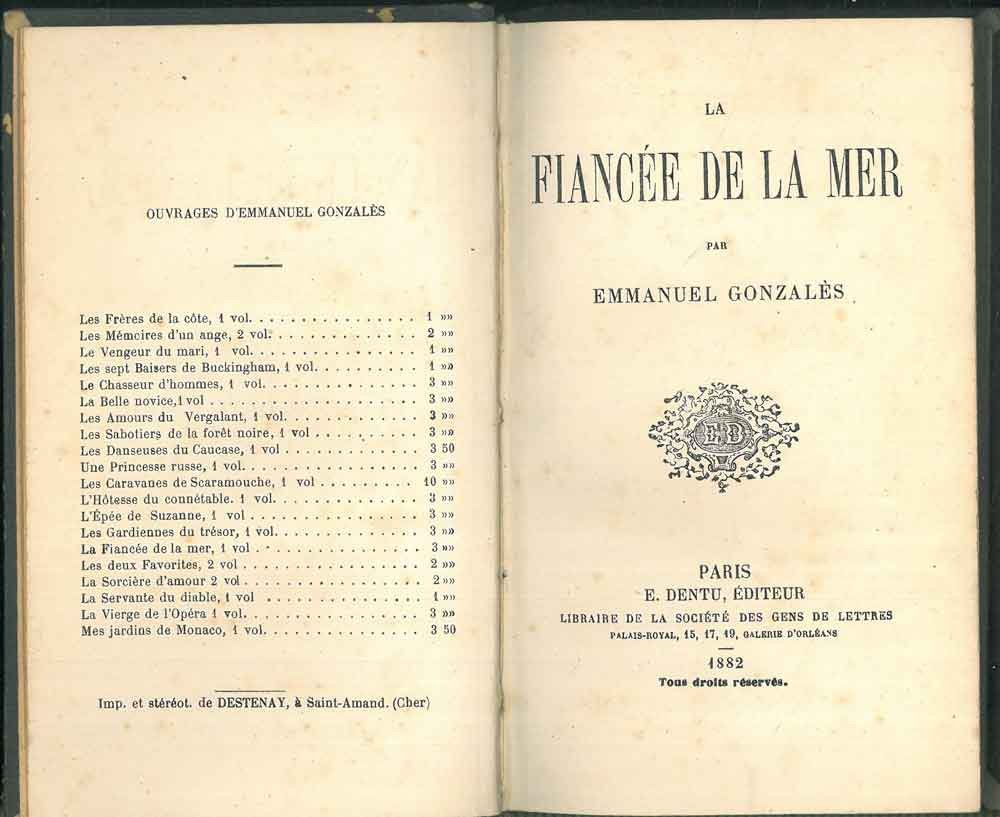 OUVRAGES D'EMMANUEL GONZALÈS
Les Frères de la côte, 1 vol. . . . . . . . . . . . . . . . 1 »»
Les Mémoires d'un ange, 2 vol. . . . . . . . . . . . . . 2 »»
Le Vengeur du mari, 1 vol. . . . . . . . . . . . . . . . 1 »»
Les sept Baisers de Buckingham, 1 vol. . . . . . . . . . 1 »»
Le Chasseur d'hommes, 1 vol. . . . . . . . . . . . . . . 3 »»
La Belle novice, 1 vol . . . . . . . . . . . . . . . . . . 3 »»
Les Amours du Vergalant, 1 vol. . . . . . . . . . . . . 3 »»
Les Sabotiers de la forêt noire, 1 vol . . . . . . . . . . 3 »»
Les Danseuses du Caucase, 1 vol . . . . . . . . . . . . . 3 50
Une Princesse russe, 1 vol. . . . . . . . . . . . . . . . 3 »»
Les Caravanes de Scaramouche, 1 vol . . . . . . . . . 10 »»
L'Hôtesse du connétable. 1 vol. . . . . . . . . . . . . . 3 »»
L'Épée de Suzanne, 1 vol . . . . . . . . . . . . . . . . 3 »»
Les Gardiennes du trésor, 1 vol. . . . . . . . . . . . . . 3 »»
La Fiancée de la mer, 1 vol . . . . . . . . . . . . . . . 3 »»
Les deux Favorites, 2 vol . . . . . . . . . . . . . . . . 2 »»
La Sorcière d'amour 2 vol . . . . . . . . . . . . . . . . 2 »»
La Servante du diable, 1 vol . . . . . . . . . . . . . . 1 »»
La Vierge de l'Opéra 1 vol. . . . . . . . . . . . . . . . 3 »»
Mes jardins de Monaco, 1 vol. . . . . . . . . . . . . . . 3 50
Imp. et stéréot. de DESTENAY, à Saint-Amand. (Cher)
LA
FIANCÉE DE LA MER
PAR
EMMANUEL GONZALÈS
ED
PARIS
E. DENTU, ÉDITEUR
LIBRAIRE DE LA SOCIÉTÉ DES GENS DE LETTRES
PALAIS-ROYAL, 15, 17, 19, GALERIE D'ORLÉANS
1882
Tous droits réservés.